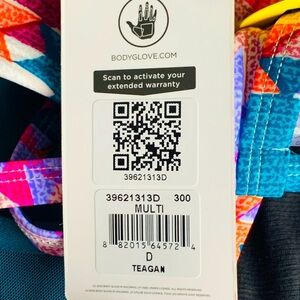 BODYGLOVE.COM
Scan to activate your
extended warranty
39621313D
39621313D 300
MULTI
8 82015 64572 4
D
TEAGAN